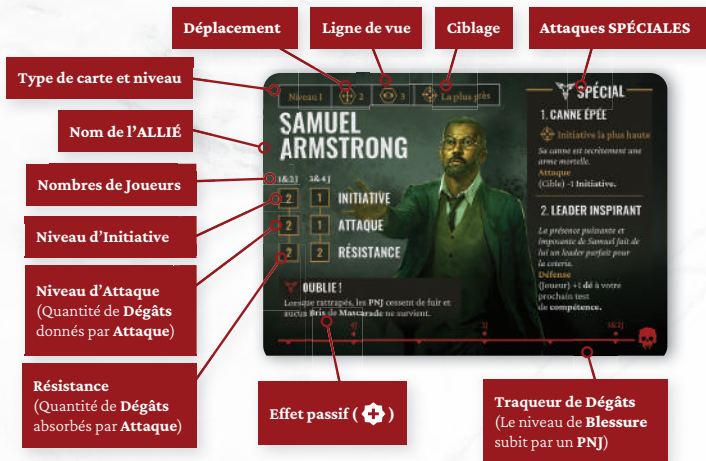 Déplacement
Ligne de vue
Ciblage
Attaques SPÉCIALES
Type de carte et niveau
Nom de l'ALLIÉ
Nombres de Joueurs
Niveau d'Initiative
Niveau d'Attaque
(Quantité de Dégâts
donnés par Attaque)
Résistance
(Quantité de Dégâts
absorbés par Attaque)
Niveau 1 2 3 La plus près
SAMUEL
ARMSTRONG
1&2J 3&4J
2 1 INITIATIVE
2 1 ATTAQUE
2 2 RÉSISTANCE
OUBLIE !
Lorsque rattrapés, les PNJ cessent de fuir et
aucun Bris de Mascarade ne survient.
SPÉCIAL
1. CANNE ÉPÉE
Initiative la plus haute
Sa canne est secrètement une
arme mortelle.
Attaque
(Cible) -1 Initiative.
2. LEADER INSPIRANT
La présence puissante et
imposante de Samuel fait de
lui un leader parfait pour
la coterie.
Défense
(Joueur) +1 dé à votre
prochain test
de compétence.
4J 3J 1&2J
Effet passif ( )
Traqueur de Dégâts
(Le niveau de Blessure
subit par un PNJ)